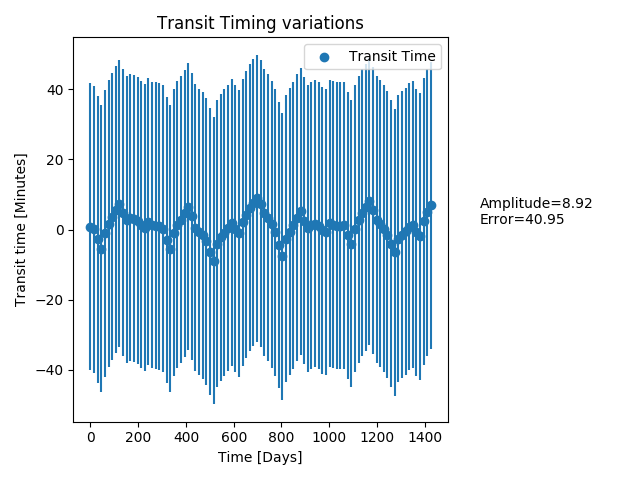 Transit Timing variations
Transit Time
Transit time [Minutes]
40
20
0
−20
−40
0
200
400
600
800
1000
1200
1400
Time [Days]
Amplitude=8.92
Error=40.95